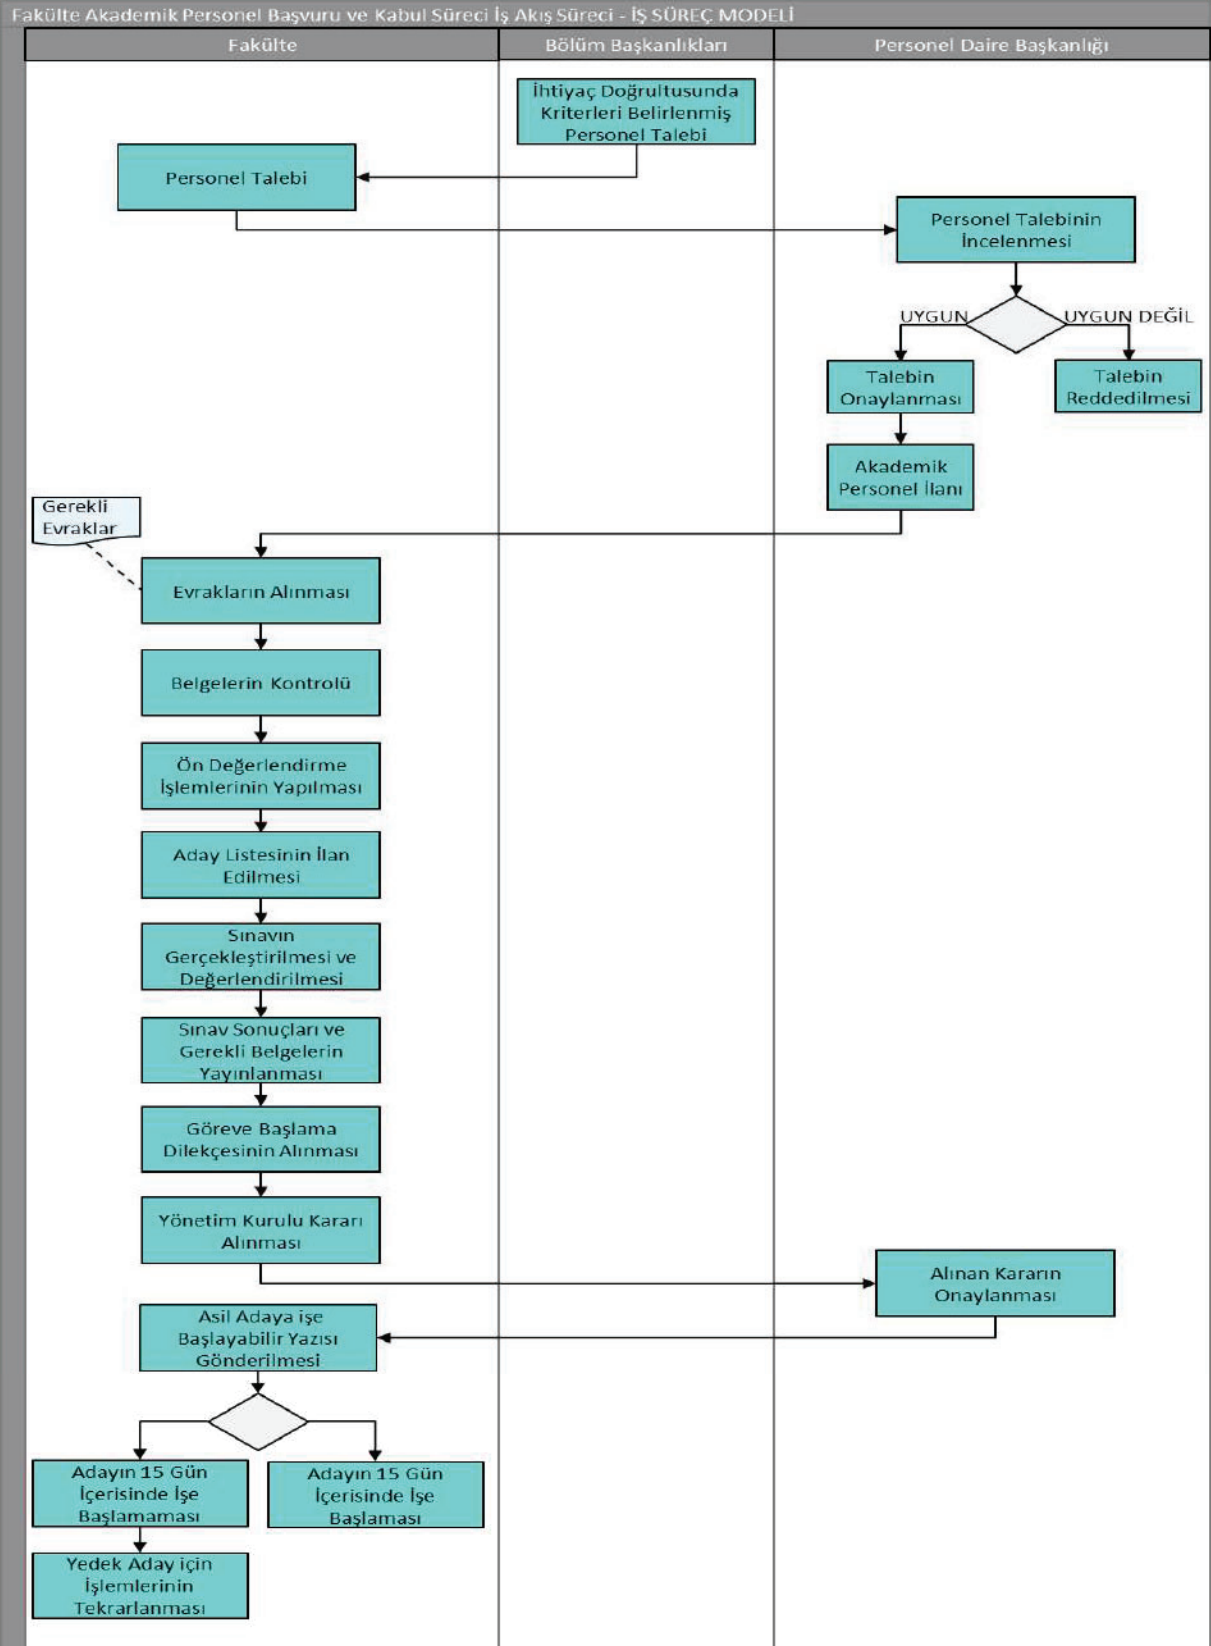 Fakülte Akademik Personel Başvuru ve Kabul Süreci İş Akış Süreci - İŞ SÜREÇ MODELİ
Fakülte
Bölüm Başkanlıkları
Personel Daire Başkanlığı
İhtiyaç Doğrultusunda
Kriterleri Belirlenmiş
Personel Talebi
Personel Talebi
Personel Talebinin
İncelenmesi
UYGUN
UYGUN DEĞİL
Talebin
Onaylanması
Talebin
Reddedilmesi
Akademik
Personel İlanı
Gerekli
Evraklar
Evrakların Alınması
Belgelerin Kontrolü
Ön Değerlendirme
İşlemlerinin Yapılması
Aday Listesinin İlan
Edilmesi
Sınavın
Gerçekleştirilmesi ve
Değerlendirilmesi
Sınav Sonuçları ve
Gerekli Belgelerin
Yayınlanması
Göreve Başlama
Dilekçesinin Alınması
Yönetim Kurulu Kararı
Alınması
Alınan Kararın
Onaylanması
Asil Adaya işe
Başlayabilir Yazısı
Gönderilmesi
Adayın 15 Gün
İçerisinde İşe
Başlamaması
Adayın 15 Gün
İçerisinde İşe
Başlaması
Yedek Aday için
İşlemlerinin
Tekrarlanması